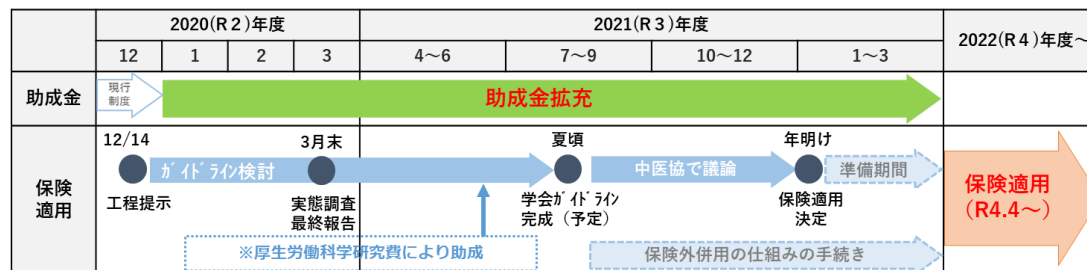 2020(R２)年度
2021(R３)年度
2022(R４)年度～
12
1
2
3
4～6
7～9
10～12
1～3
助成金
現行
制度
助成金拡充
保険
適用
12/14
3月末
夏頃
年明け
ｶﾞｲﾄﾞﾗｲﾝ検討
中医協で議論
準備期間
工程提示
実態調査
最終報告
学会ｶﾞｲﾄﾞﾗｲﾝ
完成（予定）
保険適用
決定
保険適用
（R4.4～）
※厚生労働科学研究費により助成
保険外併用の仕組みの手続き